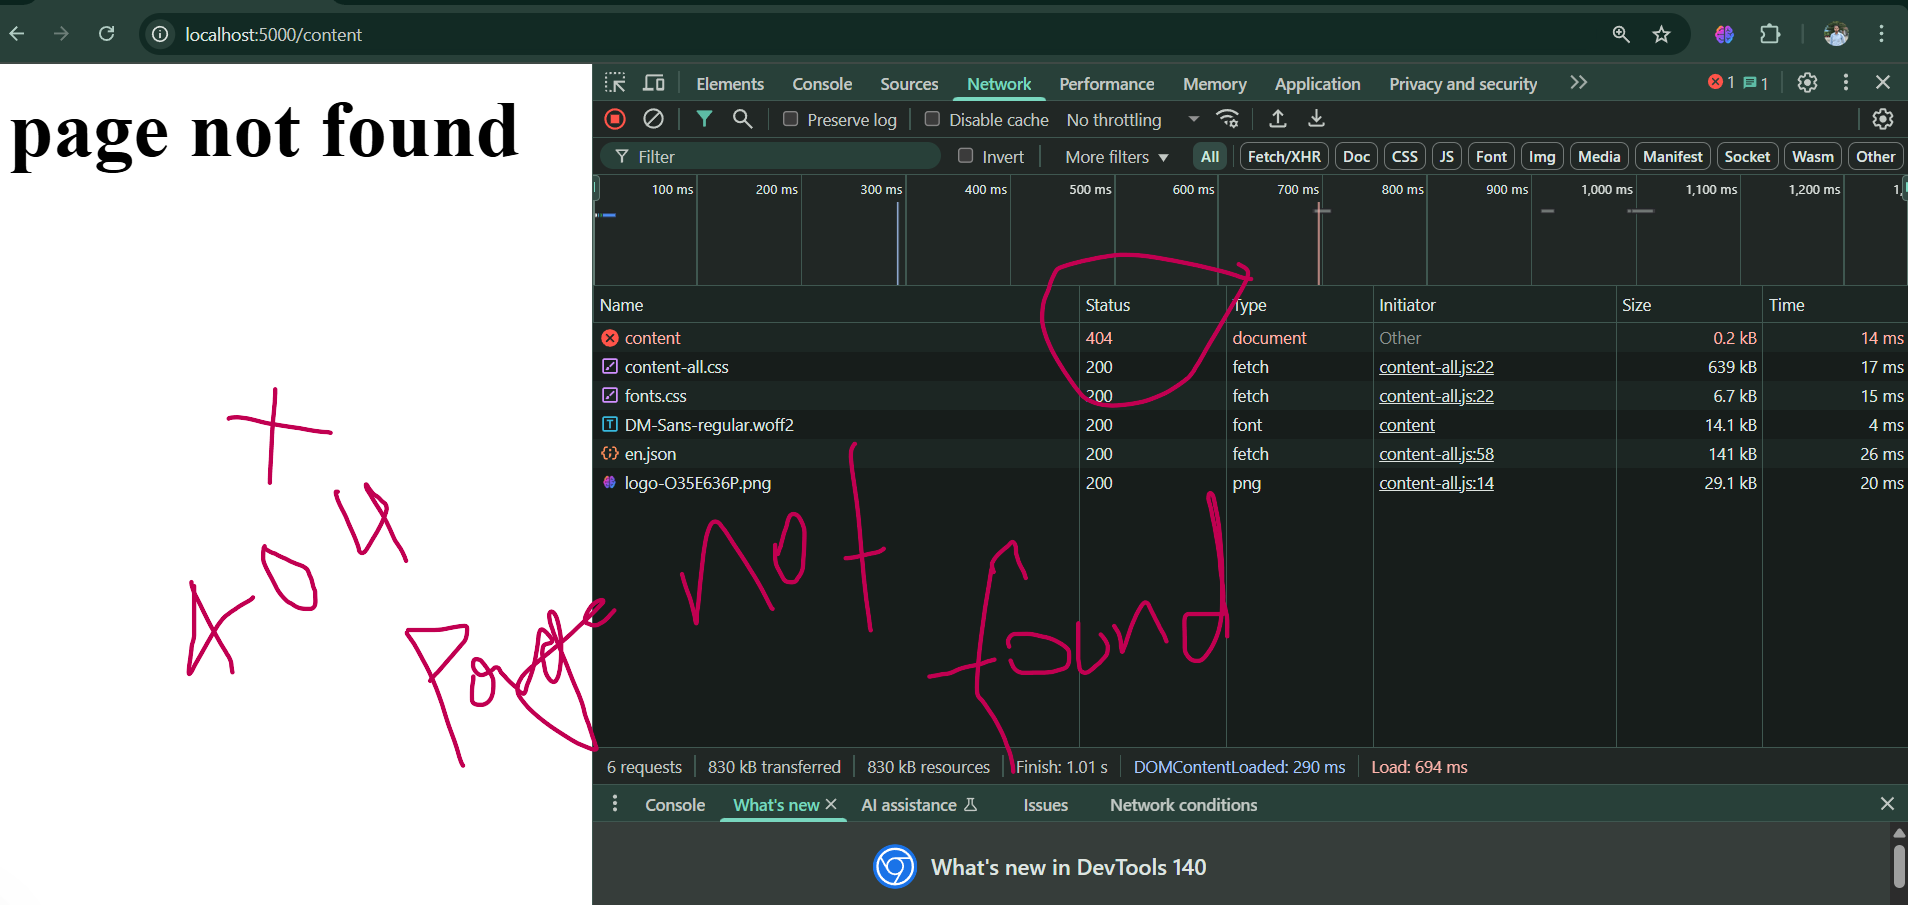 localhost:5000/content
page not found
Elements Console Sources Network Performance Memory Application Privacy and security 1 1
Preserve log Disable cache No throttling
Filter Invert More filters All Fetch/XHR Doc CSS JS Font Img Media Manifest Socket Wasm Other
100 ms 200 ms 300 ms 400 ms 500 ms 600 ms 700 ms 800 ms 900 ms 1,000 ms 1,100 ms 1,200 ms 1,
Name Status Type Initiator Size Time
content 404 document Other 0.2 kB 14 ms
content-all.css 200 fetch content-all.js:22 639 kB 17 ms
fonts.css 200 fetch content-all.js:22 6.7 kB 15 ms
DM-Sans-regular.woff2 200 font content 14.1 kB 4 ms
en.json 200 fetch content-all.js:58 141 kB 26 ms
logo-O35E636P.png 200 png content-all.js:14 29.1 kB 20 ms
+
404
Page not found
6 requests 830 kB transferred 830 kB resources Finish: 1.01 s DOMContentLoaded: 290 ms Load: 694 ms
Console What's new AI assistance Issues Network conditions
What's new in DevTools 140